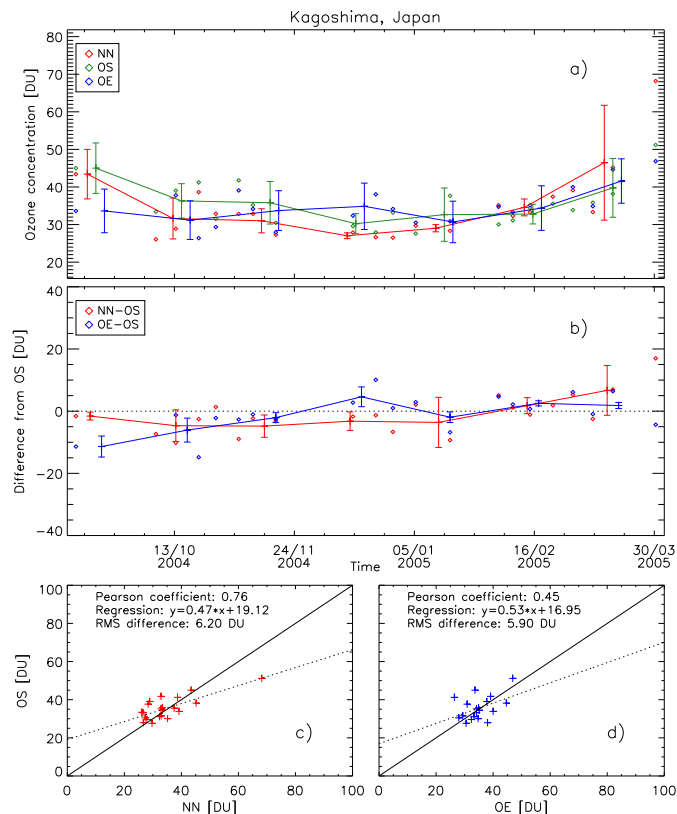 Kagoshima, Japan
Ozone concentration [DU]
80
70
60
50
40
30
20
NN
OS
OE
a)
Difference from OS [DU]
40
20
0
−20
−40
NN−OS
OE−OS
b)
13/10 24/11 05/01 16/02 30/03
2004 2004 2005 2005 2005
Time
OS [DU]
100
80
60
40
20
0
Pearson coefficient: 0.76
Regression: y=0.47*x+19.12
RMS difference: 6.20 DU
c)
0 20 40 60 80 100
NN [DU]
Pearson coefficient: 0.45
Regression: y=0.53*x+16.95
RMS difference: 5.90 DU
d)
0 20 40 60 80 100
OE [DU]